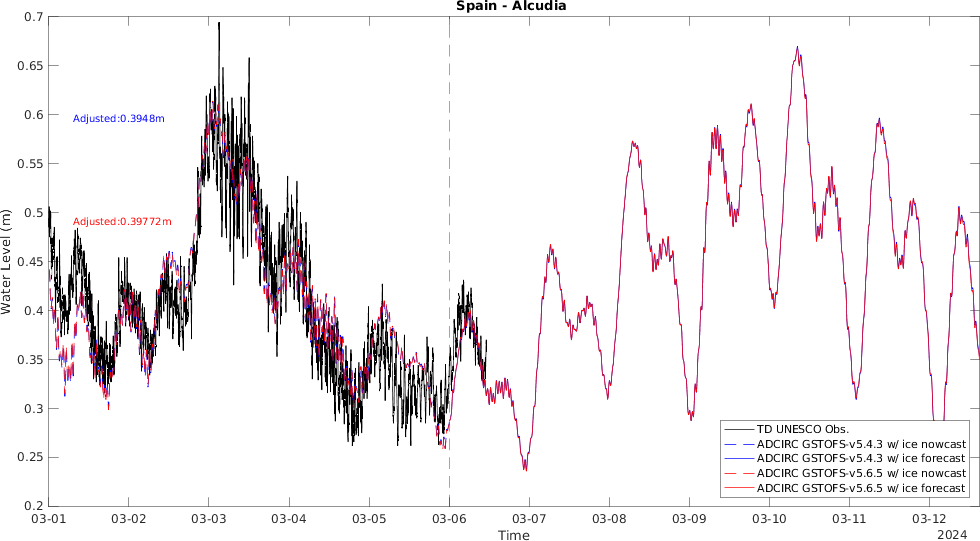 Spain - Alcudia
0.7
0.65
0.6
0.55
0.5
0.45
0.4
0.35
0.3
0.25
0.2
Water Level (m)
Adjusted:0.3948m
Adjusted:0.39772m
TD UNESCO Obs.
ADCIRC GSTOFS-v5.4.3 w/ ice nowcast
ADCIRC GSTOFS-v5.4.3 w/ ice forecast
ADCIRC GSTOFS-v5.6.5 w/ ice nowcast
ADCIRC GSTOFS-v5.6.5 w/ ice forecast
03-01 03-02 03-03 03-04 03-05 03-06 03-07 03-08 03-09 03-10 03-11 03-12
Time
2024